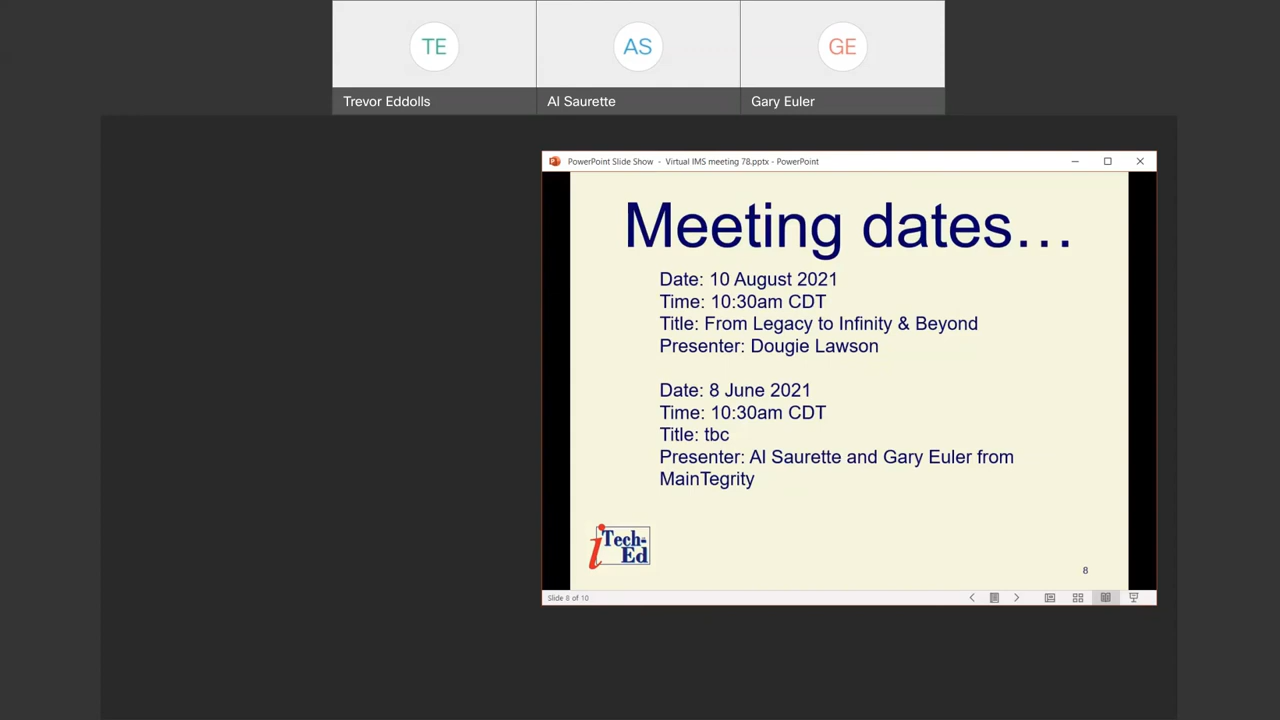 TE
AS
GE
Trevor Eddolls
Al Saurette
Gary Euler
PowerPoint Slide Show - Virtual IMS meeting 78.pptx - PowerPoint
Meeting dates…
Date: 10 August 2021
Time: 10:30am CDT
Title: From Legacy to Infinity & Beyond
Presenter: Dougie Lawson
Date: 8 June 2021
Time: 10:30am CDT
Title: tbc
Presenter: Al Saurette and Gary Euler from
MainTegrity
iTech-
Ed
8
Slide 8 of 10